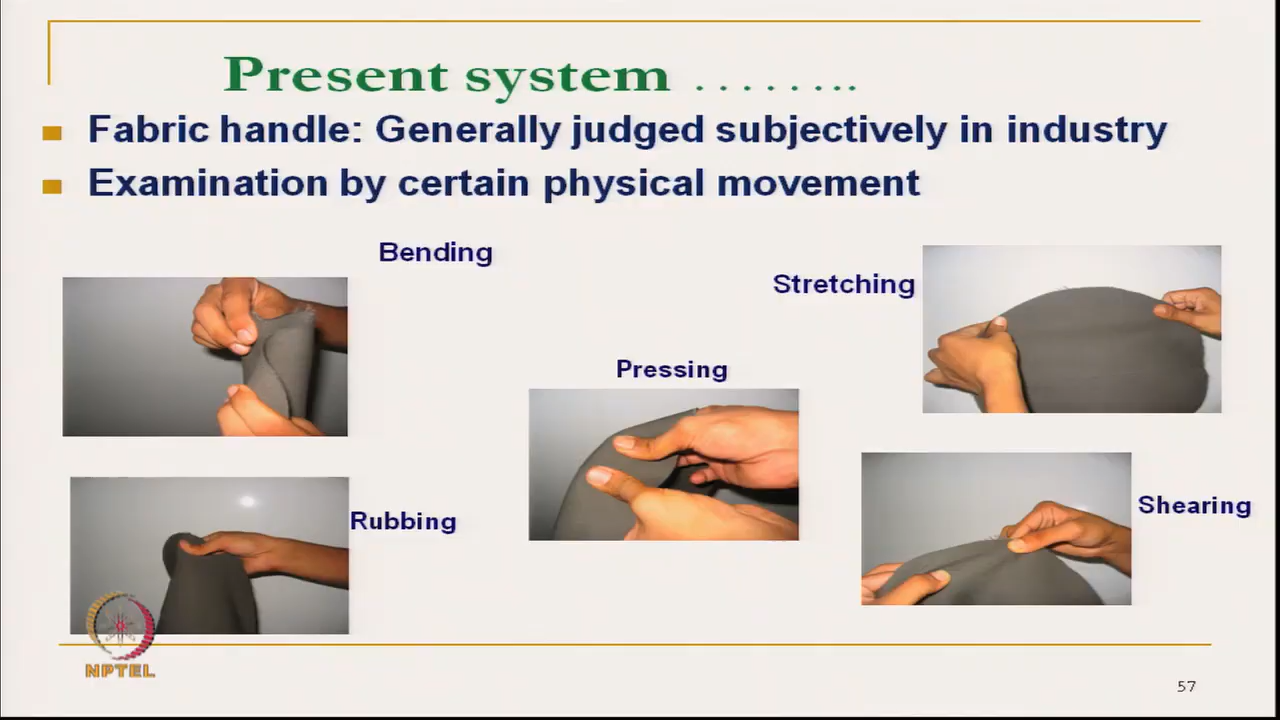 Present system ........
Fabric handle: Generally judged subjectively in industry
Examination by certain physical movement
Bending
Stretching
Pressing
Rubbing
Shearing
NPTEL
57